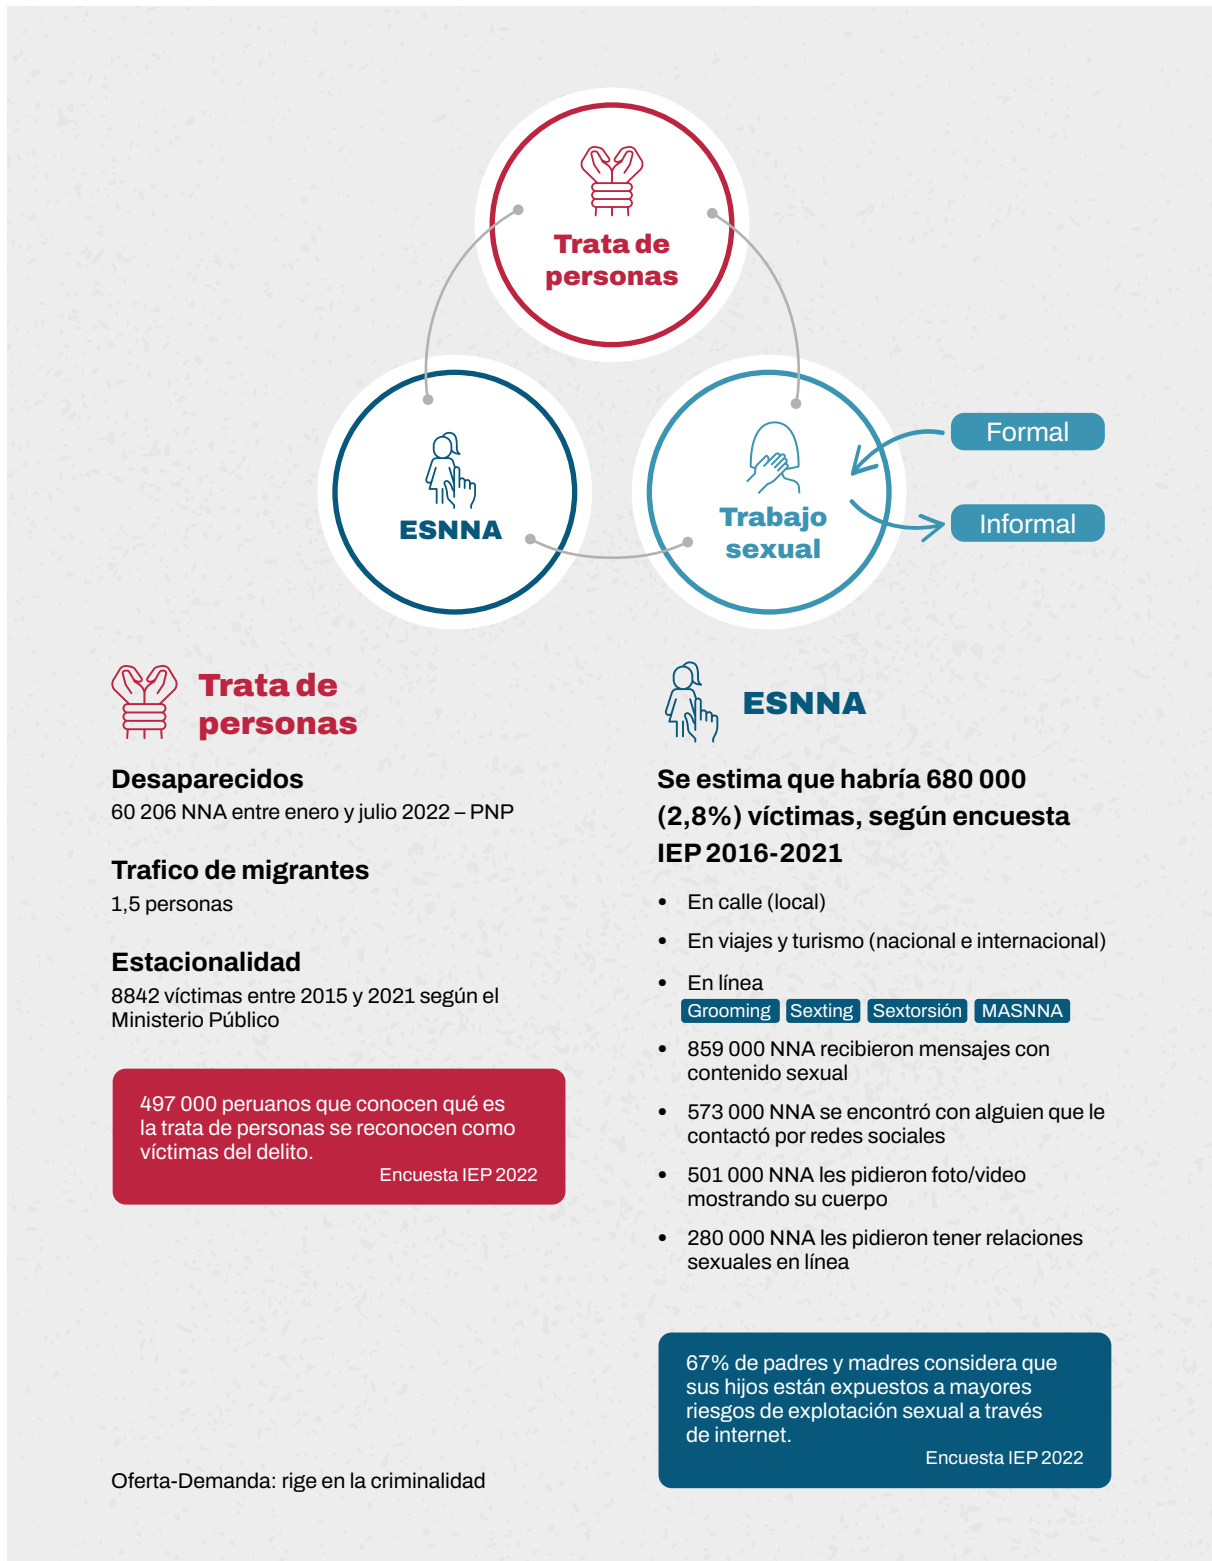 Trata de
personas
ESNNA
Trabajo
sexual
Formal
Informal
Trata de
personas
Desaparecidos
60 206 NNA entre enero y julio 2022 – PNP
Trafico de migrantes
1,5 personas
Estacionalidad
8842 víctimas entre 2015 y 2021 según el
Ministerio Público
497 000 peruanos que conocen qué es
la trata de personas se reconocen como
víctimas del delito.
Encuesta IEP 2022
Oferta-Demanda: rige en la criminalidad
ESNNA
Se estima que habría 680 000
(2,8%) víctimas, según encuesta
IEP 2016-2021
• En calle (local)
• En viajes y turismo (nacional e internacional)
• En línea
Grooming Sexting Sextorsión MASNNA
• 859 000 NNA recibieron mensajes con
contenido sexual
• 573 000 NNA se encontró con alguien que le
contactó por redes sociales
• 501 000 NNA les pidieron foto/video
mostrando su cuerpo
• 280 000 NNA les pidieron tener relaciones
sexuales en línea
67% de padres y madres considera que
sus hijos están expuestos a mayores
riesgos de explotación sexual a través
de internet.
Encuesta IEP 2022